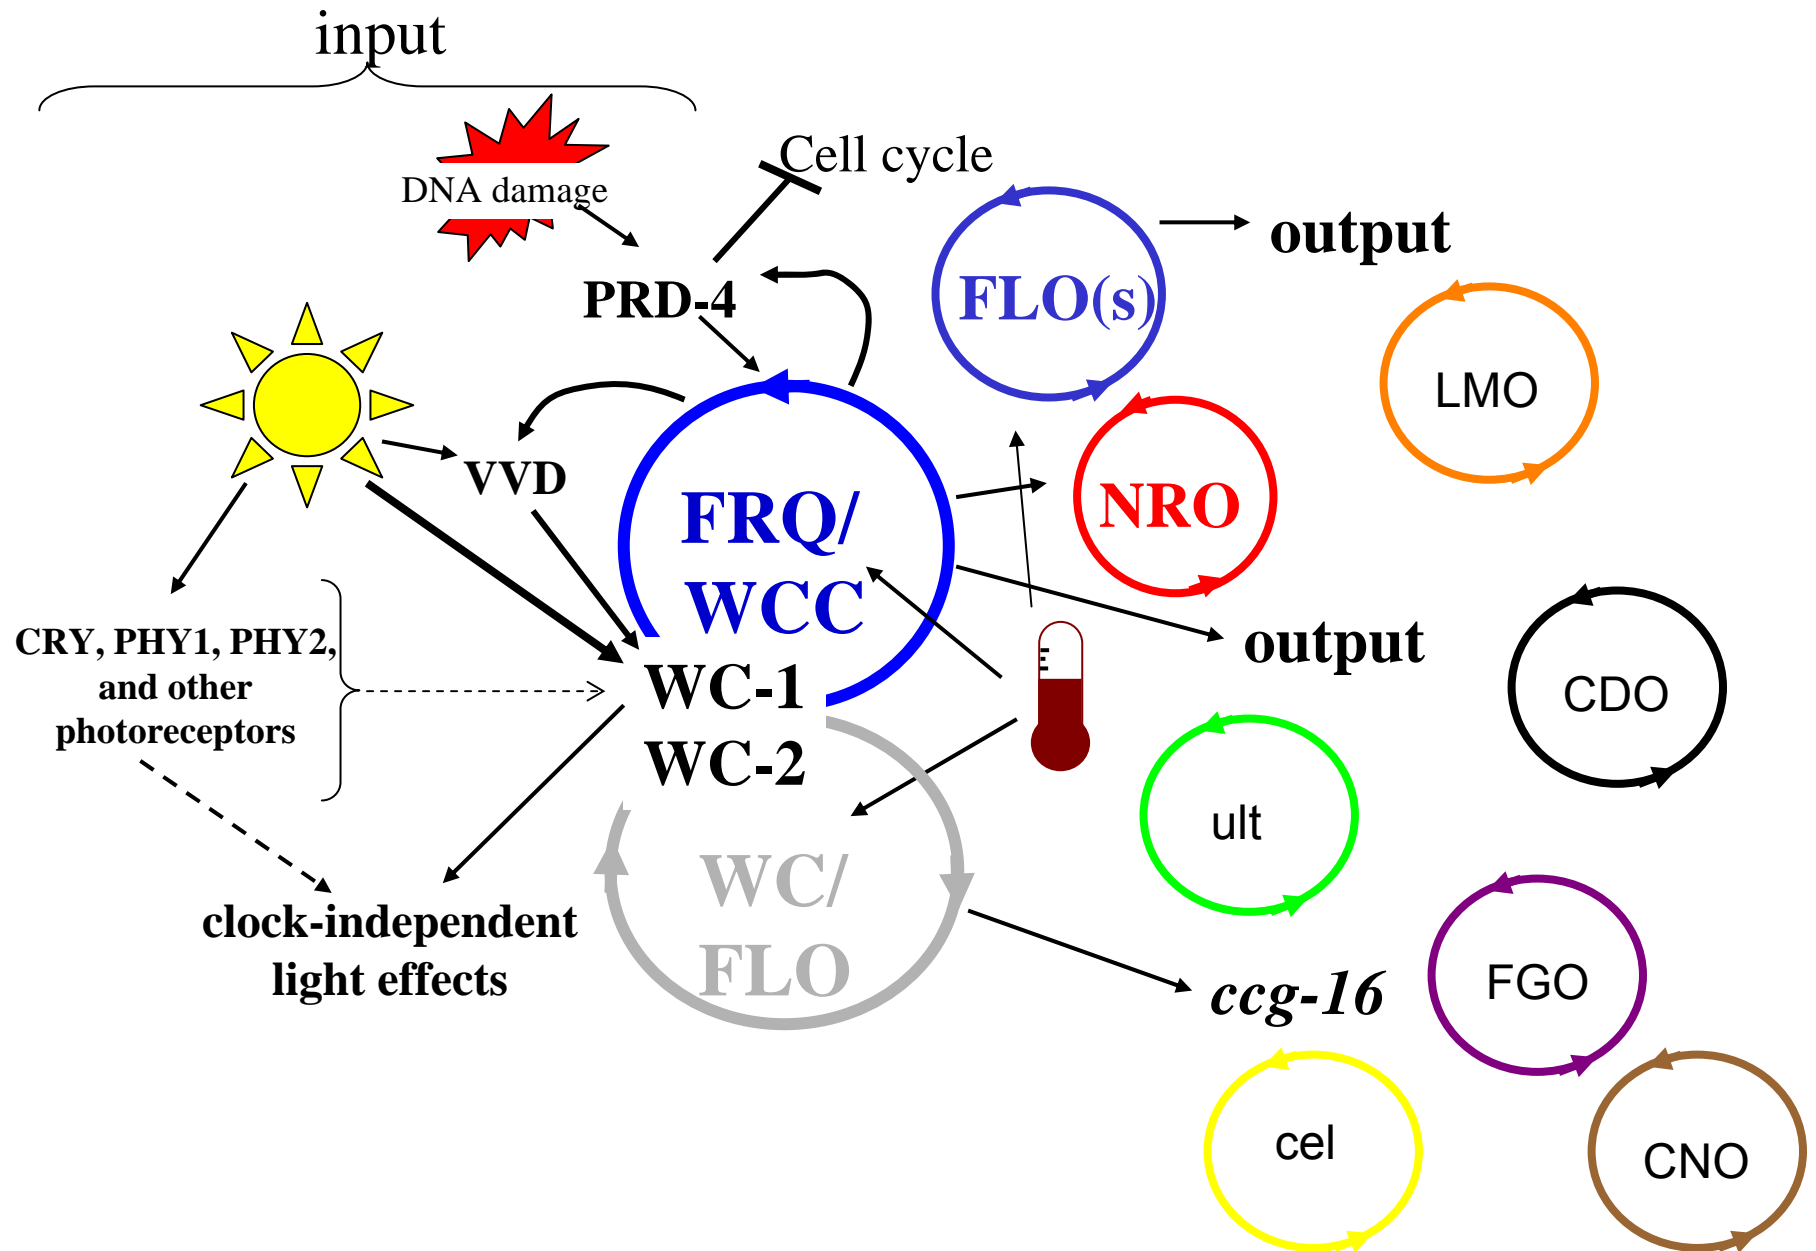 input
DNA damage
Cell cycle
PRD-4
FLO(s)
output
LMO
VVD
FRQ/
WCC
NRO
output
CRY, PHY1, PHY2,
and other
photoreceptors
WC-1
WC-2
CDO
ult
WC/
FLO
clock-independent
light effects
ccg-16
FGO
cel
CNO